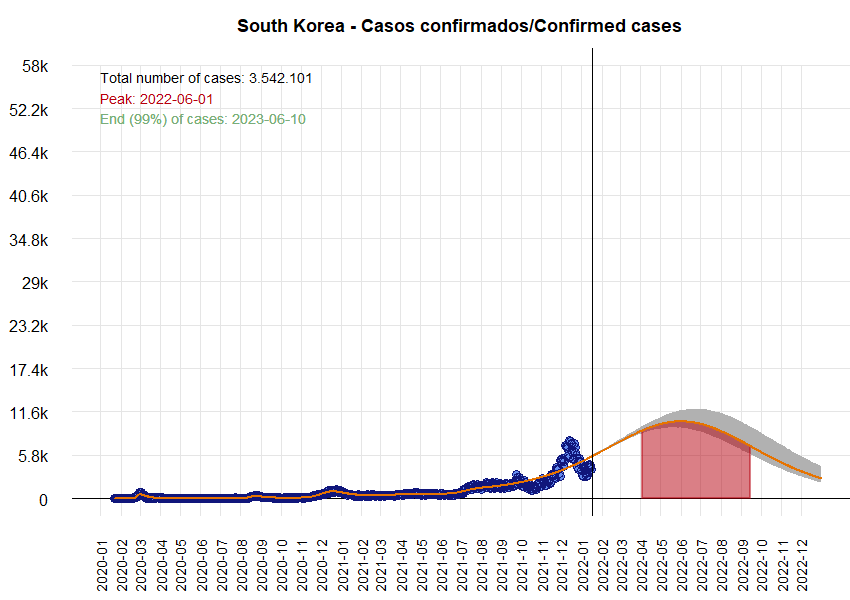 South Korea - Casos confirmados/Confirmed cases
58k
Total number of cases: 3.542.101
Peak: 2022-06-01
End (99%) of cases: 2023-06-10
52.2k
46.4k
40.6k
34.8k
29k
23.2k
17.4k
11.6k
5.8k
0
2020-01
2020-02
2020-03
2020-04
2020-05
2020-06
2020-07
2020-08
2020-09
2020-10
2020-11
2020-12
2021-01
2021-02
2021-03
2021-04
2021-05
2021-06
2021-07
2021-08
2021-09
2021-10
2021-11
2021-12
2022-01
2022-02
2022-03
2022-04
2022-05
2022-06
2022-07
2022-08
2022-09
2022-10
2022-11
2022-12